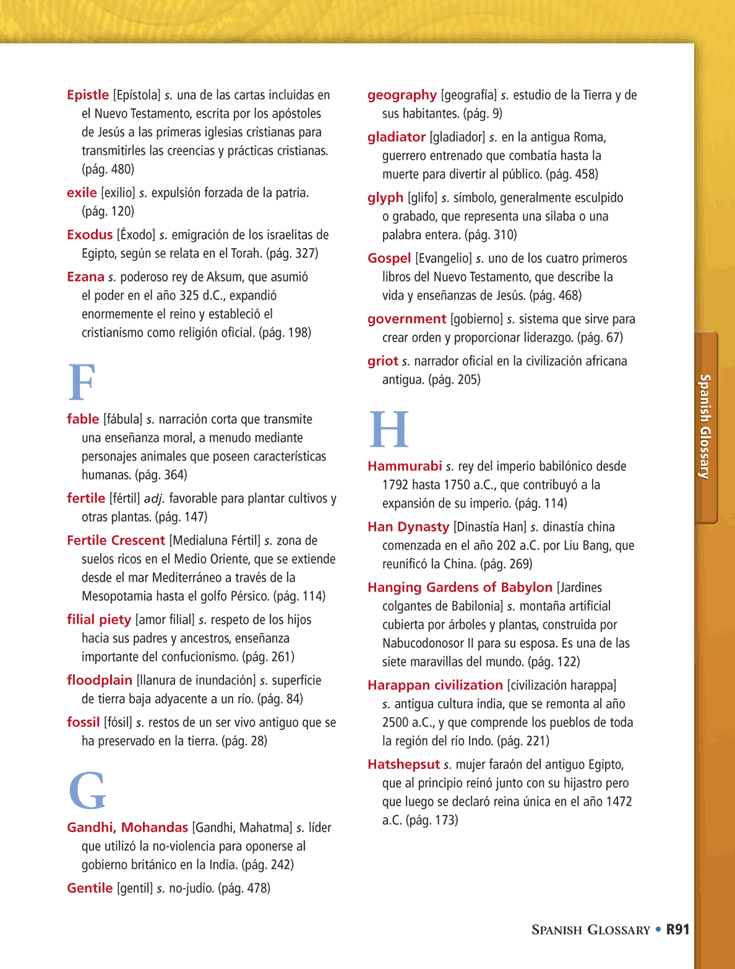 Epistle [Epístola] s. una de las cartas incluidas en
el Nuevo Testamento, escrita por los apóstoles
de Jesús a las primeras iglesias cristianas para
transmitirles las creencias y prácticas cristianas.
(pág. 480)
exile [exilio] s. expulsión forzada de la patria.
(pág. 120)
Exodus [Éxodo] s. emigración de los israelitas de
Egipto, según se relata en el Torah. (pág. 327)
Ezana s. poderoso rey de Aksum, que asumió
el poder en el año 325 d.C., expandió
enormemente el reino y estableció el
cristianismo como religión oficial. (pág. 198)
F
fable [fábula] s. narración corta que transmite
una enseñanza moral, a menudo mediante
personajes animales que poseen características
humanas. (pág. 364)
fertile [fértil] adj. favorable para plantar cultivos y
otras plantas. (pág. 147)
Fertile Crescent [Medialuna Fértil] s. zona de
suelos ricos en el Medio Oriente, que se extiende
desde el mar Mediterráneo a través de la
Mesopotamia hasta el golfo Pérsico. (pág. 114)
filial piety [amor filial] s. respeto de los hijos
hacia sus padres y ancestros, enseñanza
importante del confucionismo. (pág. 261)
floodplain [llanura de inundación] s. superficie
de tierra baja adyacente a un río. (pág. 84)
fossil [fósil] s. restos de un ser vivo antiguo que se
ha preservado en la tierra. (pág. 28)
G
Gandhi, Mohandas [Gandhi, Mahatma] s. líder
que utilizó la no-violencia para oponerse al
gobierno británico en la India. (pág. 242)
Gentile [gentil] s. no-judío. (pág. 478)
geography [geografía] s. estudio de la Tierra y de
sus habitantes. (pág. 9)
gladiator [gladiador] s. en la antigua Roma,
guerrero entrenado que combatía hasta la
muerte para divertir al público. (pág. 458)
glyph [glifo] s. símbolo, generalmente esculpido
o grabado, que representa una silaba o una
palabra entera. (pág. 310)
Gospel [Evangelio] s. uno de los cuatro primeros
libros del Nuevo Testamento, que describe la
vida y enseñanzas de Jesús. (pág. 468)
government [gobierno] s. sistema que sirve para
crear orden y proporcionar liderazgo. (pág. 67)
griot s. narrador oficial en la civilización africana
antigua. (pág. 205)
H
Hammurabi s. rey del imperio babilónico desde
1792 hasta 1750 a.C., que contribuyó a la
expansión de su imperio. (pág. 114)
Han Dynasty [Dinastía Han] s. dinastía china
comenzada en el año 202 a.C. por Liu Bang, que
reunificó la China. (pág. 269)
Hanging Gardens of Babylon [Jardines
colgantes de Babilonia] s. montaña artificial
cubierta por árboles y plantas, construida por
Nabucodonosor II para su esposa. Es una de las
siete maravillas del mundo. (pág. 122)
Harappan civilization [civilización harappa]
s. antigua cultura india, que se remonta al año
2500 a.C., y que comprende los pueblos de toda
la región del río Indo. (pág. 221)
Hatshepsut s. mujer faraón del antiguo Egipto,
que al principio reinó junto con su hijastro pero
que luego se declaró reina única en el año 1472
a.C. (pág. 173)
Spanish Glossary
SPANISH GLOSSARY • R91